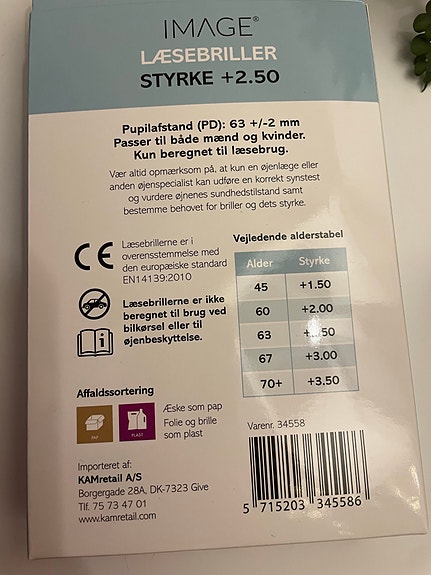 IMAGE®
LÆSEBRILLER
STYRKE +2.50
Pupilafstand (PD): 63 +/-2 mm
Passer til både mænd og kvinder.
Kun beregnet til læsebrug.
Vær altid opmærksom på, at kun en øjenlæge eller
anden øjenspecialist kan udføre en korrekt synstest
og vurdere øjnenes sundhedstilstand samt
bestemme behovet for briller og dets styrke.
CE
Læsebrillerne er i
overensstemmelse med
den europæiske standard
EN14139:2010
Læsebrillerne er ikke
beregnet til brug ved
bilkørsel eller til
øjenbeskyttelse.
Vejledende alderstabel
Alder Styrke
45 +1.50
60 +2.00
63
67 +3.00
70+ +3.50
Affaldssortering
PAP
PLAST
Æske som pap
Folie og brille
som plast
Importeret af:
KAMretail A/S
Borgergade 28A, DK-7323 Give
Tlf. 75 73 47 01
www.kamretail.com
Varenr. 34558
5 715203 345586